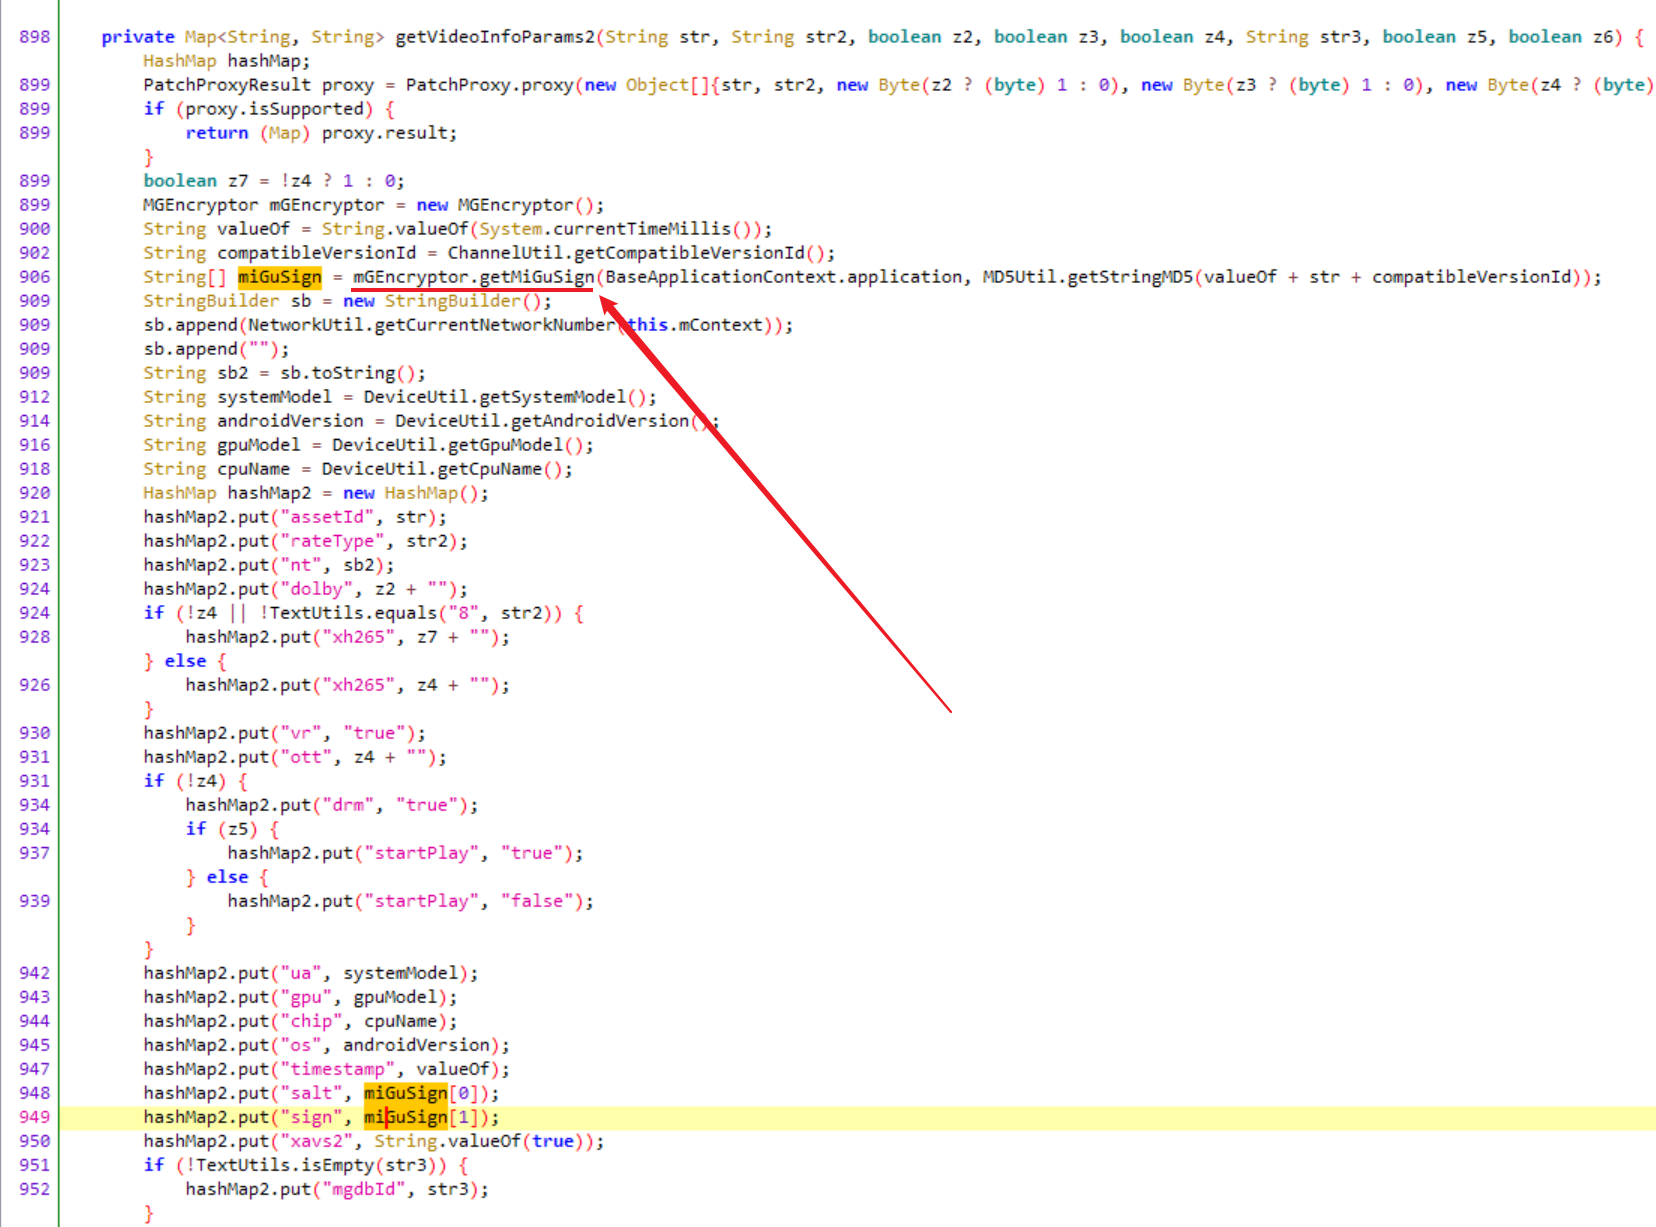 898 private Map<String, String> getVideoInfoParams2(String str, String str2, boolean z2, boolean z3, boolean z4, String str3, boolean z5, boolean z6) {
HashMap hashMap;
899 PatchProxyResult proxy = PatchProxy.proxy(new Object[]{str, str2, new Byte(z2 ? (byte) 1 : 0), new Byte(z3 ? (byte) 1 : 0), new Byte(z4 ? (byte)
899 if (proxy.isSupported) {
899 return (Map) proxy.result;
}
899 boolean z7 = !z4 ? 1 : 0;
899 MGEncryptor mGEncryptor = new MGEncryptor();
900 String valueOf = String.valueOf(System.currentTimeMillis());
902 String compatibleVersionId = ChannelUtil.getCompatibleVersionId();
906 String[] miGuSign = mGEncryptor.getMiGuSign(BaseApplicationContext.application, MD5Util.getStringMD5(valueOf + str + compatibleVersionId));
909 StringBuilder sb = new StringBuilder();
909 sb.append(NetworkUtil.getCurrentNetworkNumber(this.mContext));
909 sb.append("");
909 String sb2 = sb.toString();
912 String systemModel = DeviceUtil.getSystemModel();
914 String androidVersion = DeviceUtil.getAndroidVersion();
916 String gpuModel = DeviceUtil.getGpuModel();
918 String cpuName = DeviceUtil.getCpuName();
920 HashMap hashMap2 = new HashMap();
921 hashMap2.put("assetId", str);
922 hashMap2.put("rateType", str2);
923 hashMap2.put("nt", sb2);
924 hashMap2.put("dolby", z2 + "");
924 if (!z4 || !TextUtils.equals("8", str2)) {
928 hashMap2.put("xh265", z7 + "");
} else {
926 hashMap2.put("xh265", z4 + "");
}
930 hashMap2.put("vr", "true");
931 hashMap2.put("ott", z4 + "");
931 if (!z4) {
934 hashMap2.put("drm", "true");
934 if (z5) {
937 hashMap2.put("startPlay", "true");
} else {
939 hashMap2.put("startPlay", "false");
}
}
942 hashMap2.put("ua", systemModel);
943 hashMap2.put("gpu", gpuModel);
944 hashMap2.put("chip", cpuName);
945 hashMap2.put("os", androidVersion);
947 hashMap2.put("timestamp", valueOf);
948 hashMap2.put("salt", miGuSign[0]);
949 hashMap2.put("sign", miGuSign[1]);
950 hashMap2.put("xavs2", String.valueOf(true));
951 if (!TextUtils.isEmpty(str3)) {
952 hashMap2.put("mgdbId", str3);
}